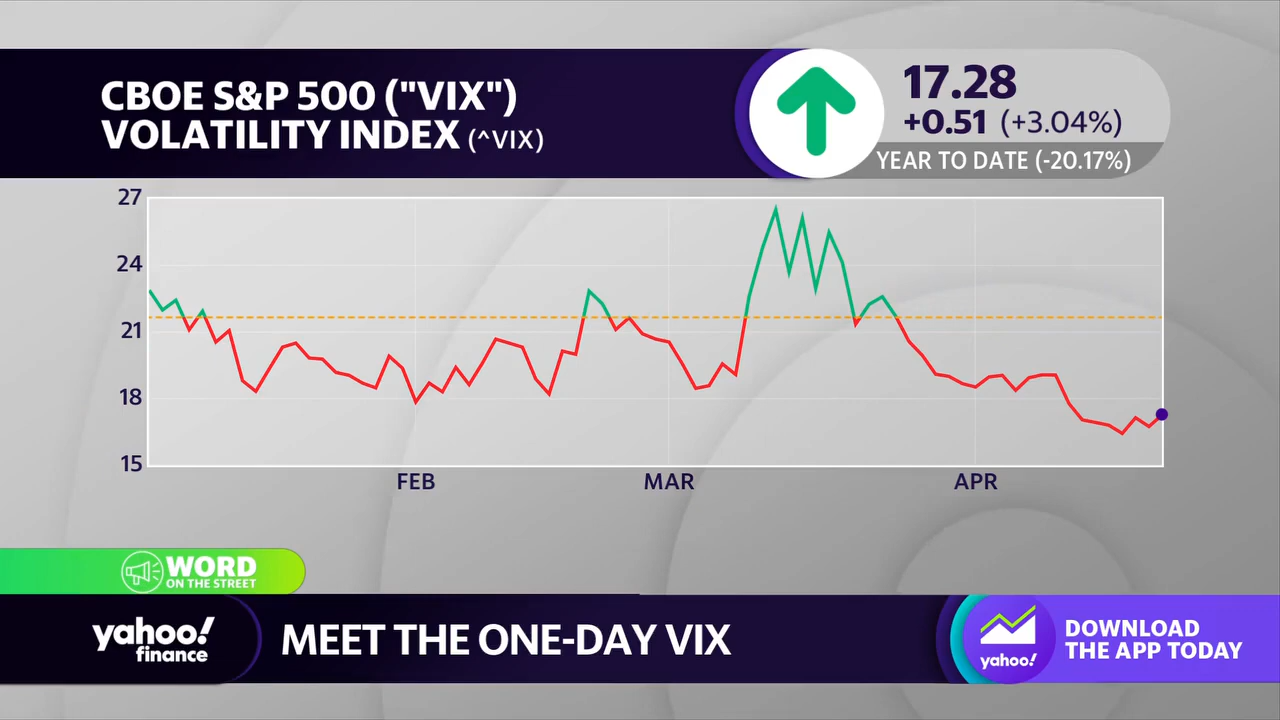 CBOE S&P 500 ("VIX")
VOLATILITY INDEX (^VIX)
17.28
+0.51 (+3.04%)
YEAR TO DATE (-20.17%)
27
24
21
18
15
FEB MAR APR
WORD
ON THE STREET
yahoo!
finance
MEET THE ONE-DAY VIX
yahoo!
DOWNLOAD
THE APP TODAY